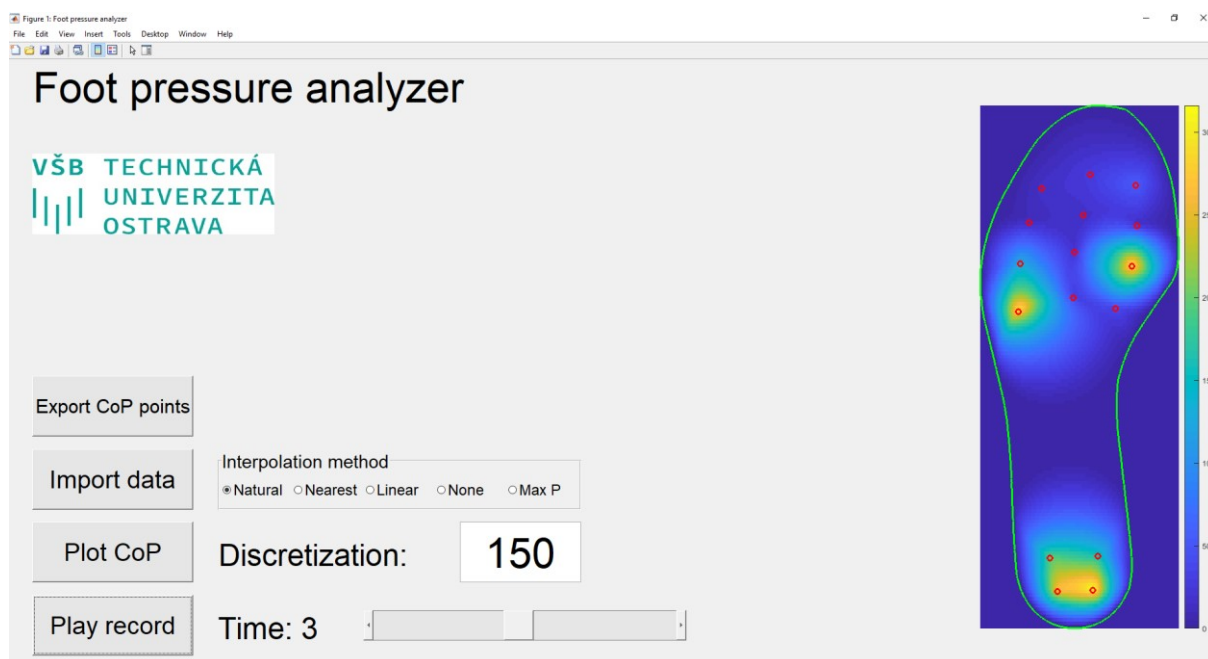 Figure 1: Foot pressure analyzer
File Edit View Insert Tools Desktop Window Help
Foot pressure analyzer
VŠB TECHNICKÁ
UNIVERZITA
OSTRAVA
Export CoP points
Import data
Interpolation method
Natural Nearest Linear None Max P
Plot CoP
Discretization:
150
Play record
Time: 3
0